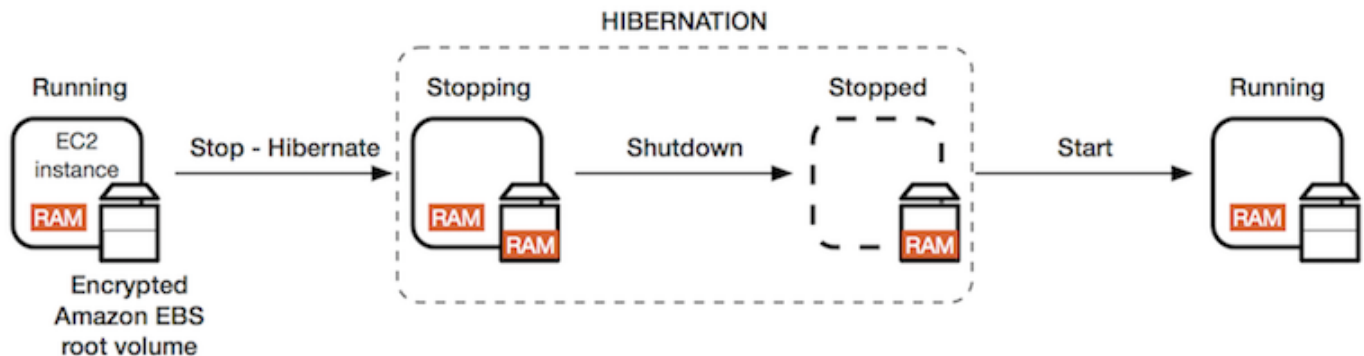 HIBERNATION
Running
Stopping
Stopped
Running
EC2
instance
RAM
Stop - Hibernate
RAM
RAM
Shutdown
RAM
Start
RAM
Encrypted
Amazon EBS
root volume